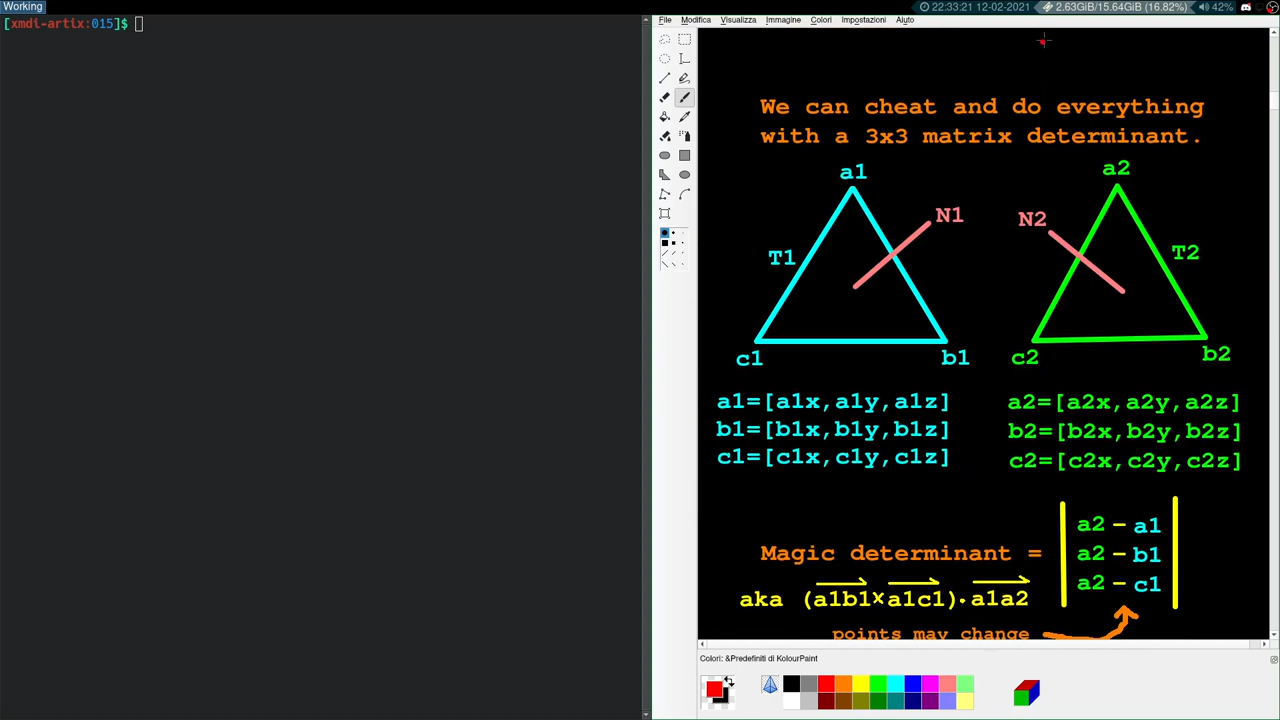 Working
22:33:21 12-02-2021 2.63GiB/15.64GiB (16.82%) 42%
[xmdi-artix:015]$
File Modifica Visualizza Immagine Colori Impostazioni Aiuto
We can cheat and do everything
with a 3x3 matrix determinant.
a1 a2
N1 N2
T1 T2
c1 b1 c2 b2
a1=[a1x,a1y,a1z] a2=[a2x,a2y,a2z]
b1=[b1x,b1y,b1z] b2=[b2x,b2y,b2z]
c1=[c1x,c1y,c1z] c2=[c2x,c2y,c2z]
a2-a1
Magic determinant = a2-b1
a2-c1
aka (a1b1×a1c1)·a1a2
points may change
Colori: &Predefiniti di KolourPaint